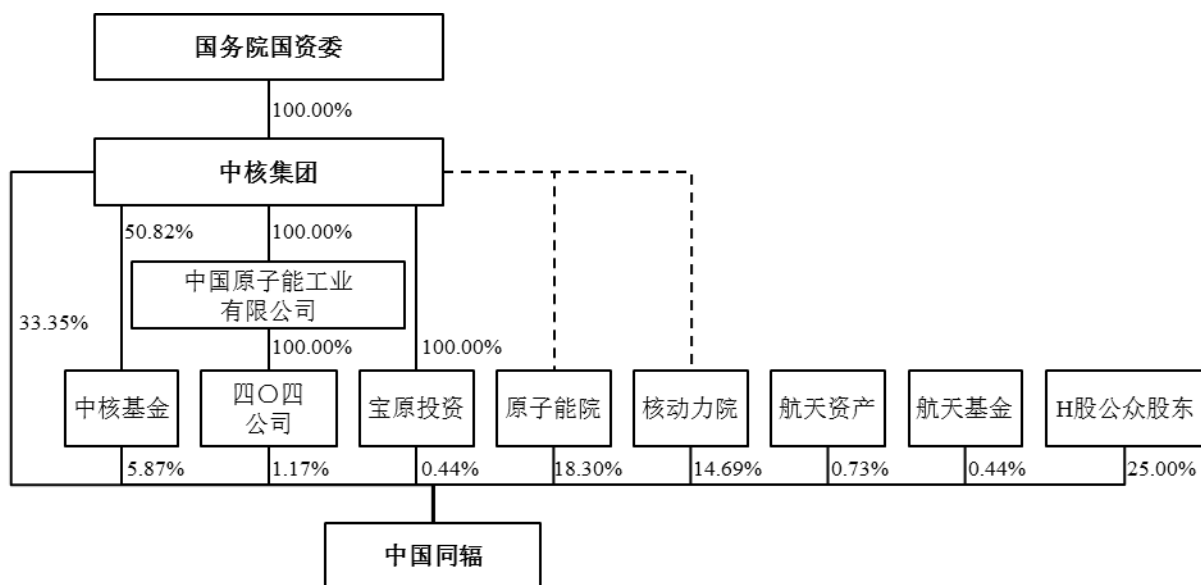 国务院国资委
100.00%
中核集团
50.82%
100.00%
中国原子能工业
有限公司
33.35%
100.00%
100.00%
中核基金
四〇四
公司
宝原投资
原子能院
核动力院
航天资产
航天基金
H股公众股东
5.87%
1.17%
0.44%
18.30%
14.69%
0.73%
0.44%
25.00%
中国同辐